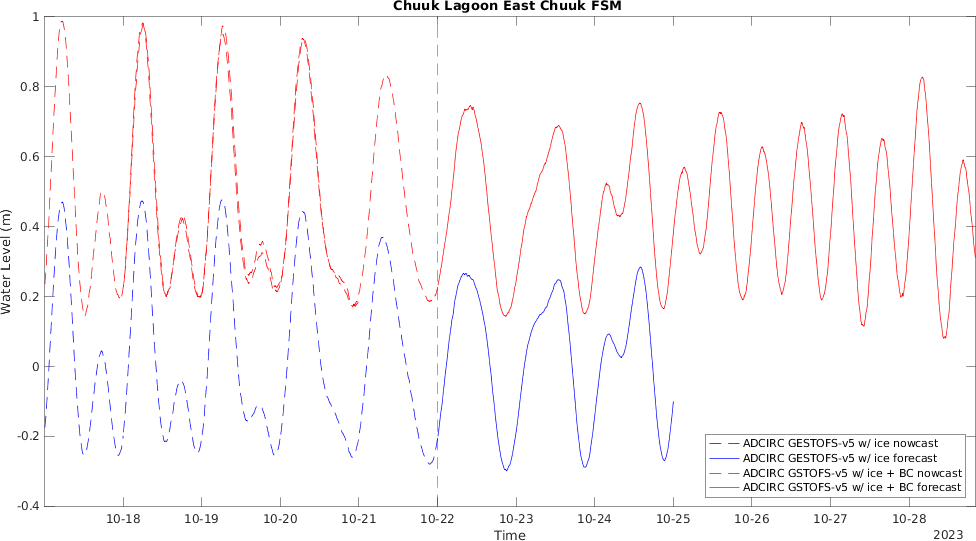 Chuuk Lagoon East Chuuk FSM
1
0.8
0.6
0.4
0.2
0
-0.2
-0.4
Water Level (m)
10-18 10-19 10-20 10-21 10-22 10-23 10-24 10-25 10-26 10-27 10-28
Time
2023
ADCIRC GESTOFS-v5 w/ ice nowcast
ADCIRC GESTOFS-v5 w/ ice forecast
ADCIRC GSTOFS-v5 w/ ice + BC nowcast
ADCIRC GSTOFS-v5 w/ ice + BC forecast